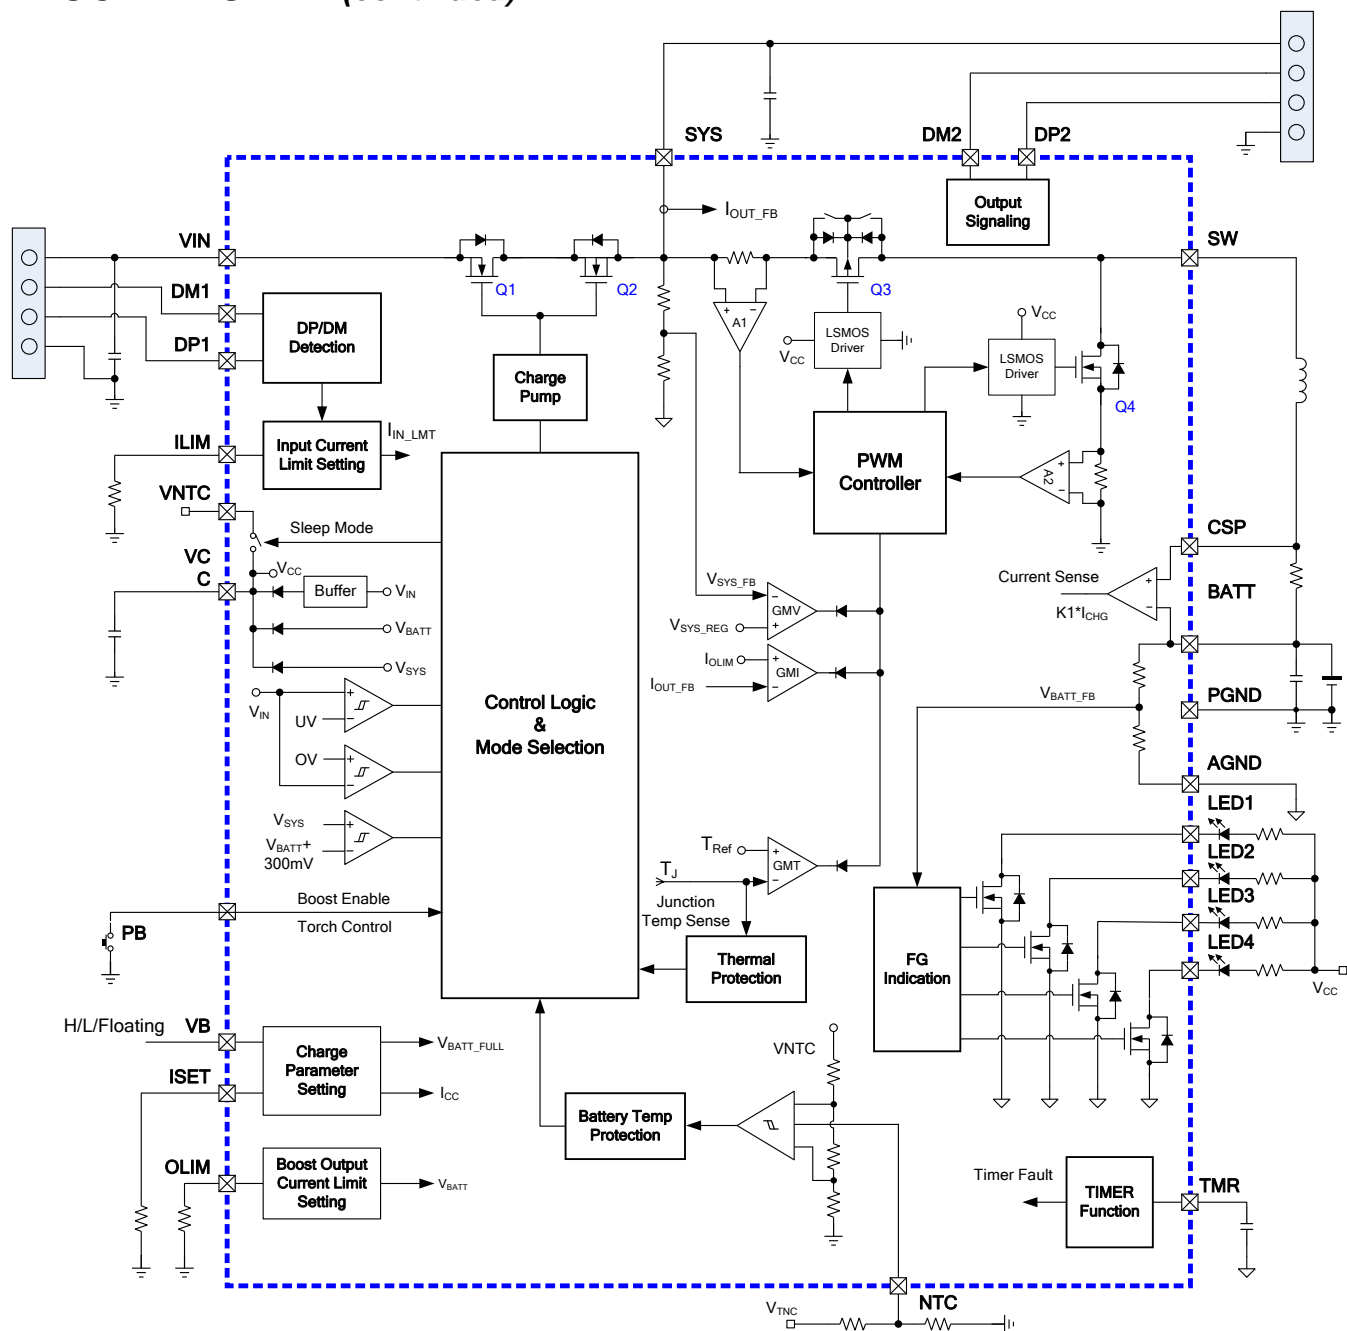 (continued)
SYS
DM2
DP2
Output
Signaling
I_OUT_FB
VIN
SW
DM1
DP1
DP/DM
Detection
Q1
Q2
Q3
A1
VCC
LSMOS
Driver
VCC
LSMOS
Driver
Q4
Charge
Pump
ILIM
Input Current
Limit Setting
I_IN_LMT
PWM
Controller
A2
VNTC
Sleep Mode
VC
C
VCC
Buffer
VIN
VBATT
VSYS
CSP
Current Sense
K1*ICHG
BATT
VSYS_FB
GMV
VSYS_REG
IOLIM
GMI
IOUT_FB
VIN
UV
OV
Control Logic
&
Mode Selection
VBATT_FB
PGND
AGND
VSYS
VBATT+
300mV
TRef
GMT
TJ
Junction
Temp Sense
LED1
LED2
LED3
LED4
VCC
Boost Enable
Torch Control
PB
Thermal
Protection
FG
Indication
H/L/Floating
VB
ISET
Charge
Parameter
Setting
VBATT_FULL
ICC
VNTC
Battery Temp
Protection
OLIM
Boost Output
Current Limit
Setting
VBATT
Timer Fault
TIMER
Function
TMR
VTNC
NTC